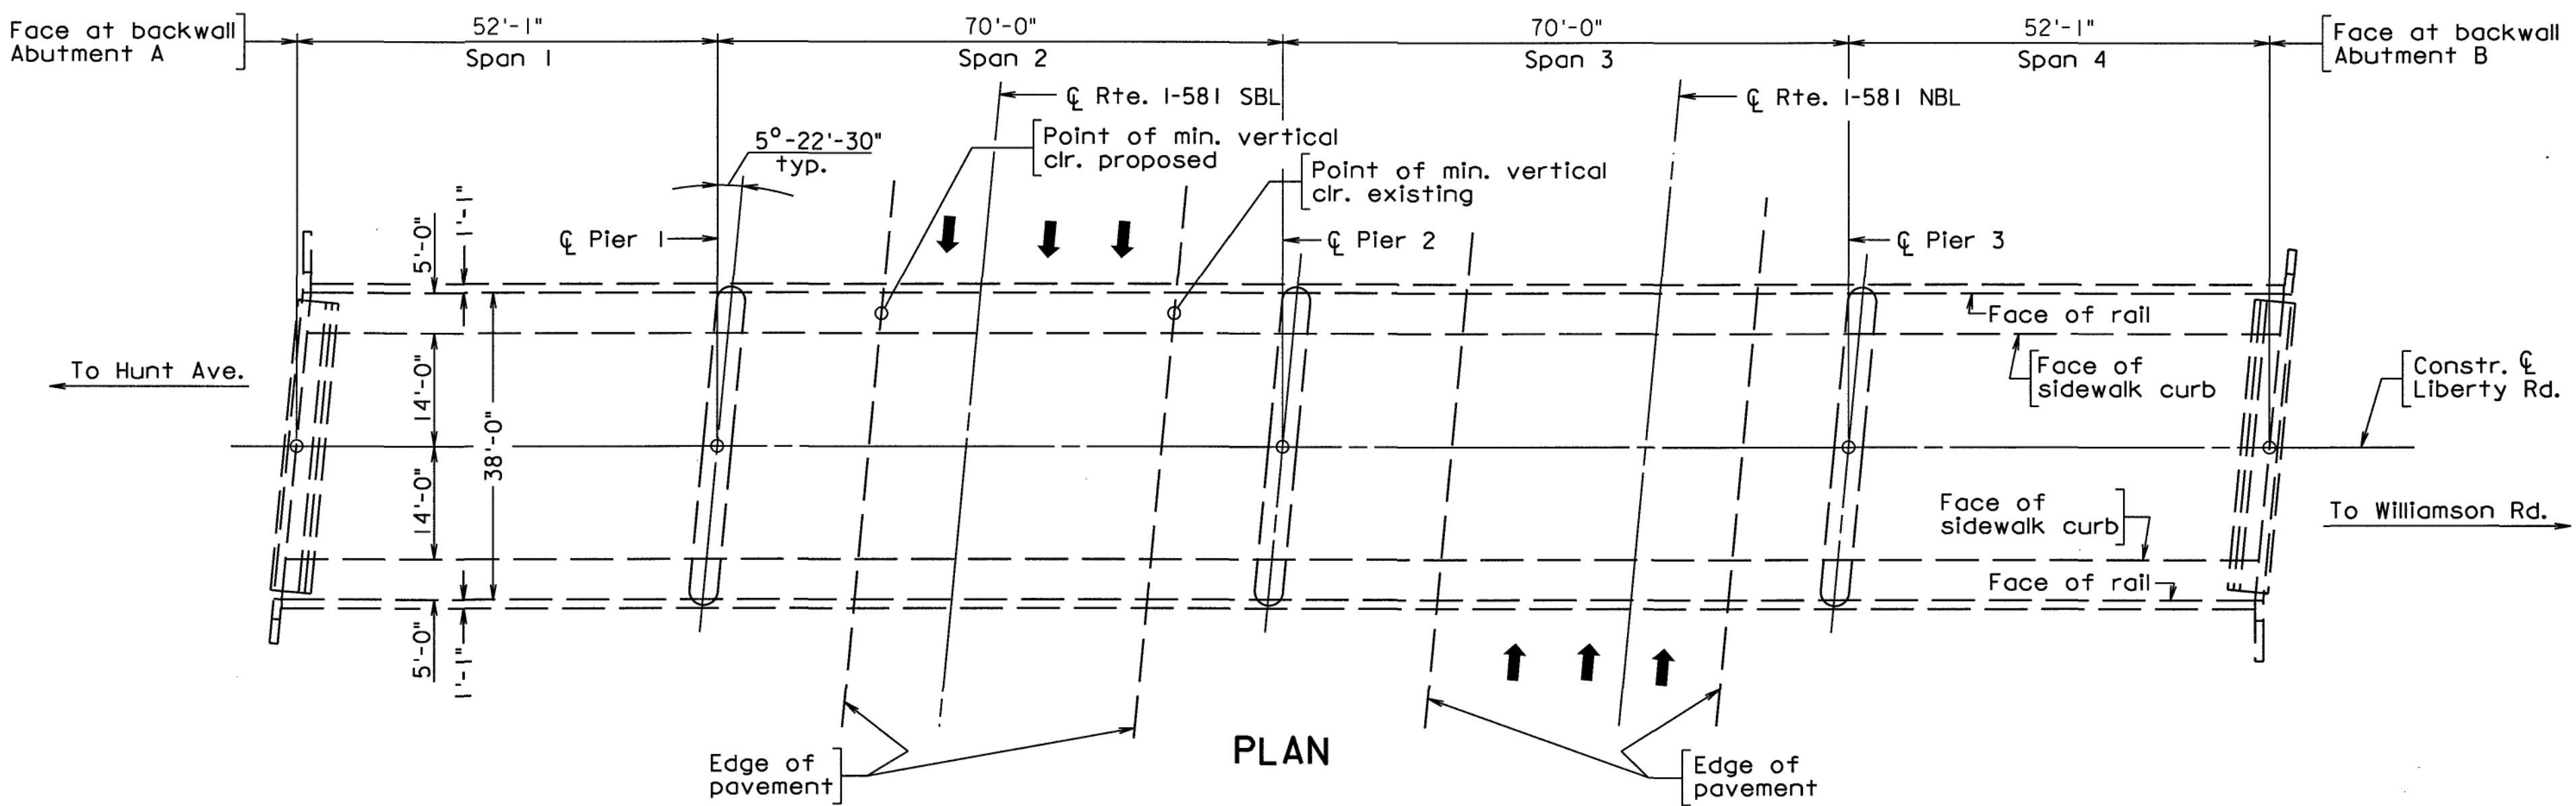 Face at backwall
Abutment A
52'-1"
Span 1
70'-0"
Span 2
70'-0"
Span 3
52'-1"
Span 4
Face at backwall
Abutment B
℄ Rte. I-581 SBL
℄ Rte. I-581 NBL
5°-22'-30"
typ.
Point of min. vertical
clr. proposed
Point of min. vertical
clr. existing
5'-0"
1'-1"
℄ Pier 1
℄ Pier 2
℄ Pier 3
Face of rail
To Hunt Ave.
14'-0"
Face of
sidewalk curb
Constr. ℄
Liberty Rd.
38'-0"
14'-0"
Face of
sidewalk curb
To Williamson Rd.
Face of rail
5'-0"
1'-1"
PLAN
Edge of
pavement
Edge of
pavement